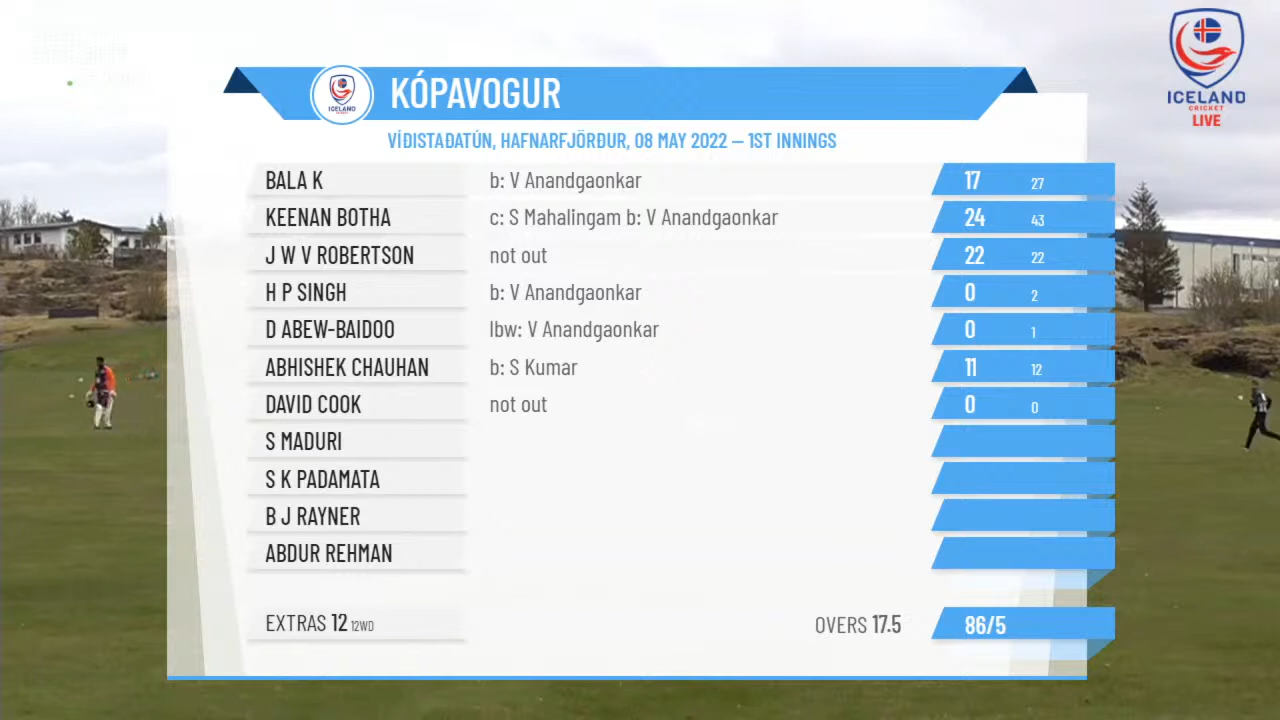 ICELAND
CRICKET
LIVE
ICELAND
KÓPAVOGUR
VÍÐISTAÐATÚN, HAFNARFJÖRÐUR, 08 MAY 2022 – 1ST INNINGS
BALA K b: V Anandgaonkar 17 27
KEENAN BOTHA c: S Mahalingam b: V Anandgaonkar 24 43
J W V ROBERTSON not out 22 22
H P SINGH b: V Anandgaonkar 0 2
D ABEW-BAIDOO lbw: V Anandgaonkar 0 1
ABHISHEK CHAUHAN b: S Kumar 11 12
DAVID COOK not out 0 0
S MADURI
S K PADAMATA
B J RAYNER
ABDUR REHMAN
EXTRAS 12 12WD OVERS 17.5 86/5